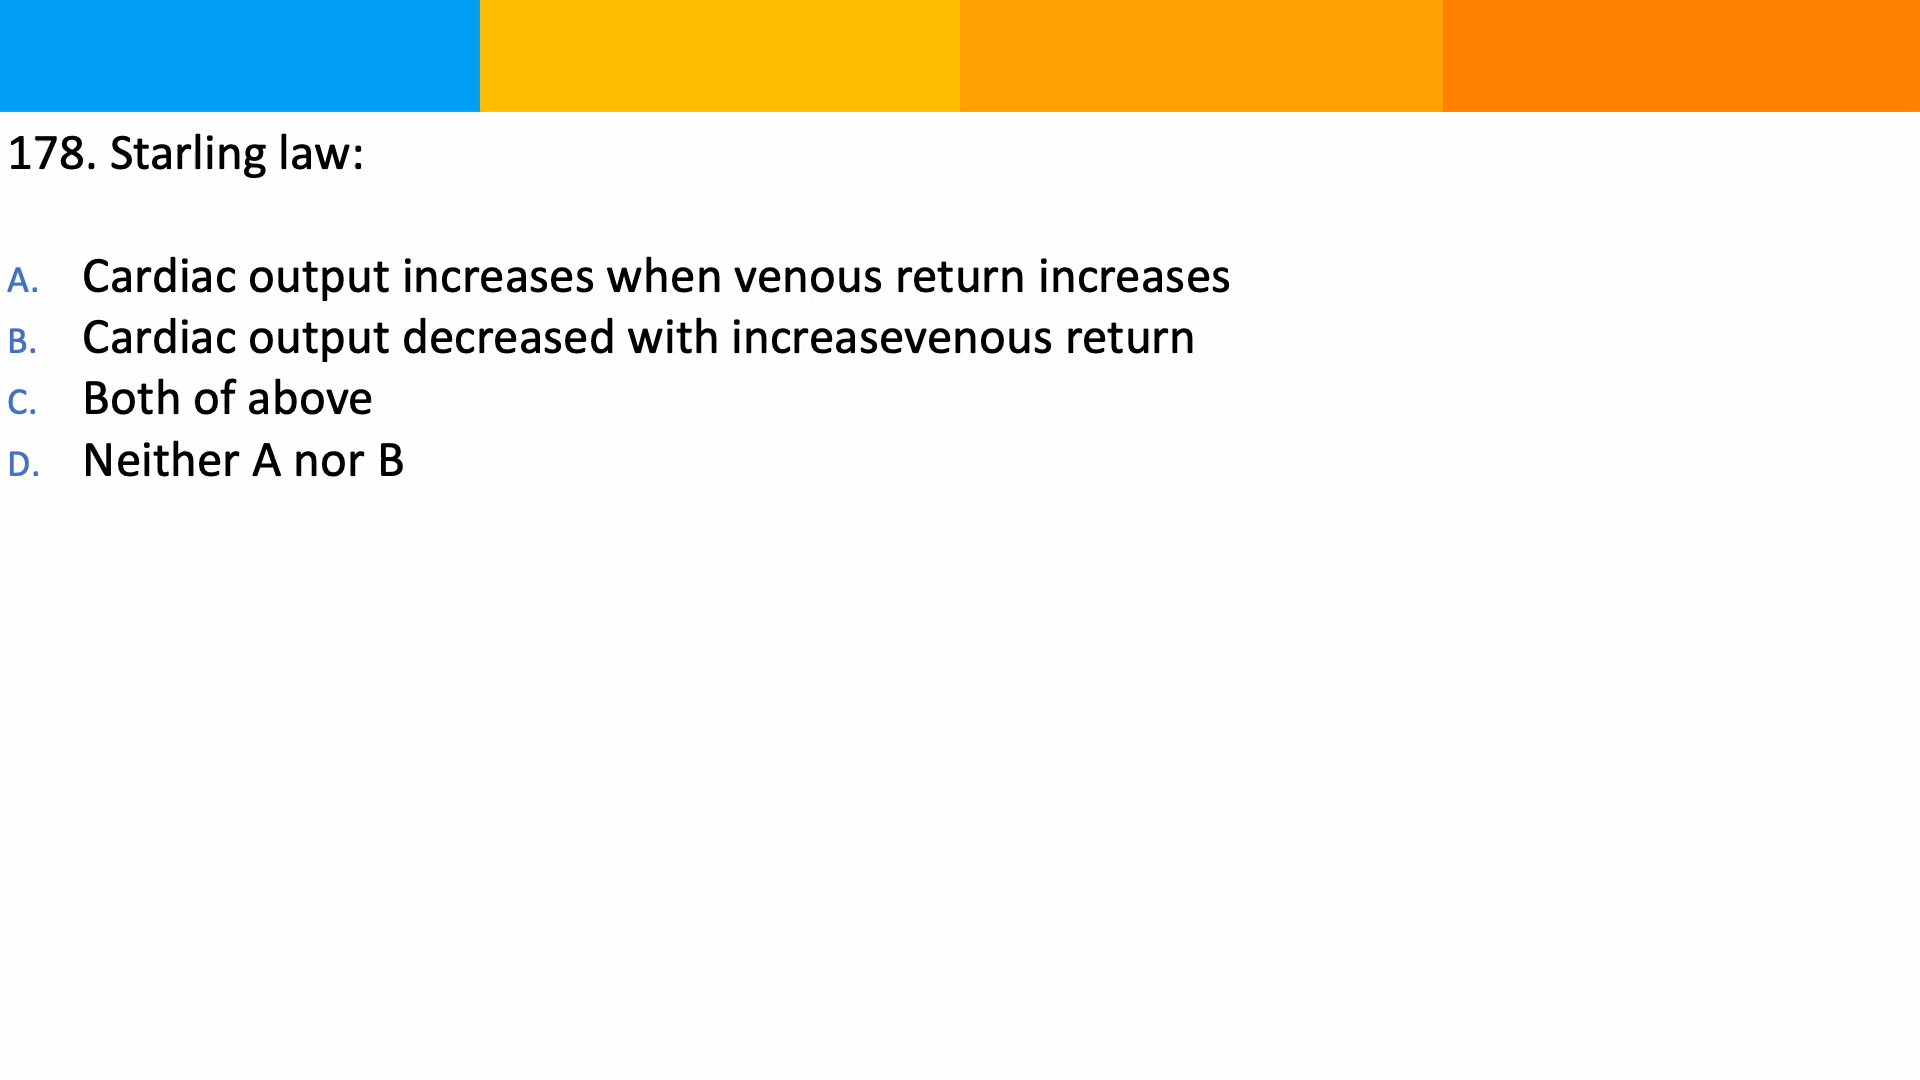 178. Starling law:
A. Cardiac output increases when venous return increases
B. Cardiac output decreased with increasevenous return
C. Both of above
D. Neither A nor B